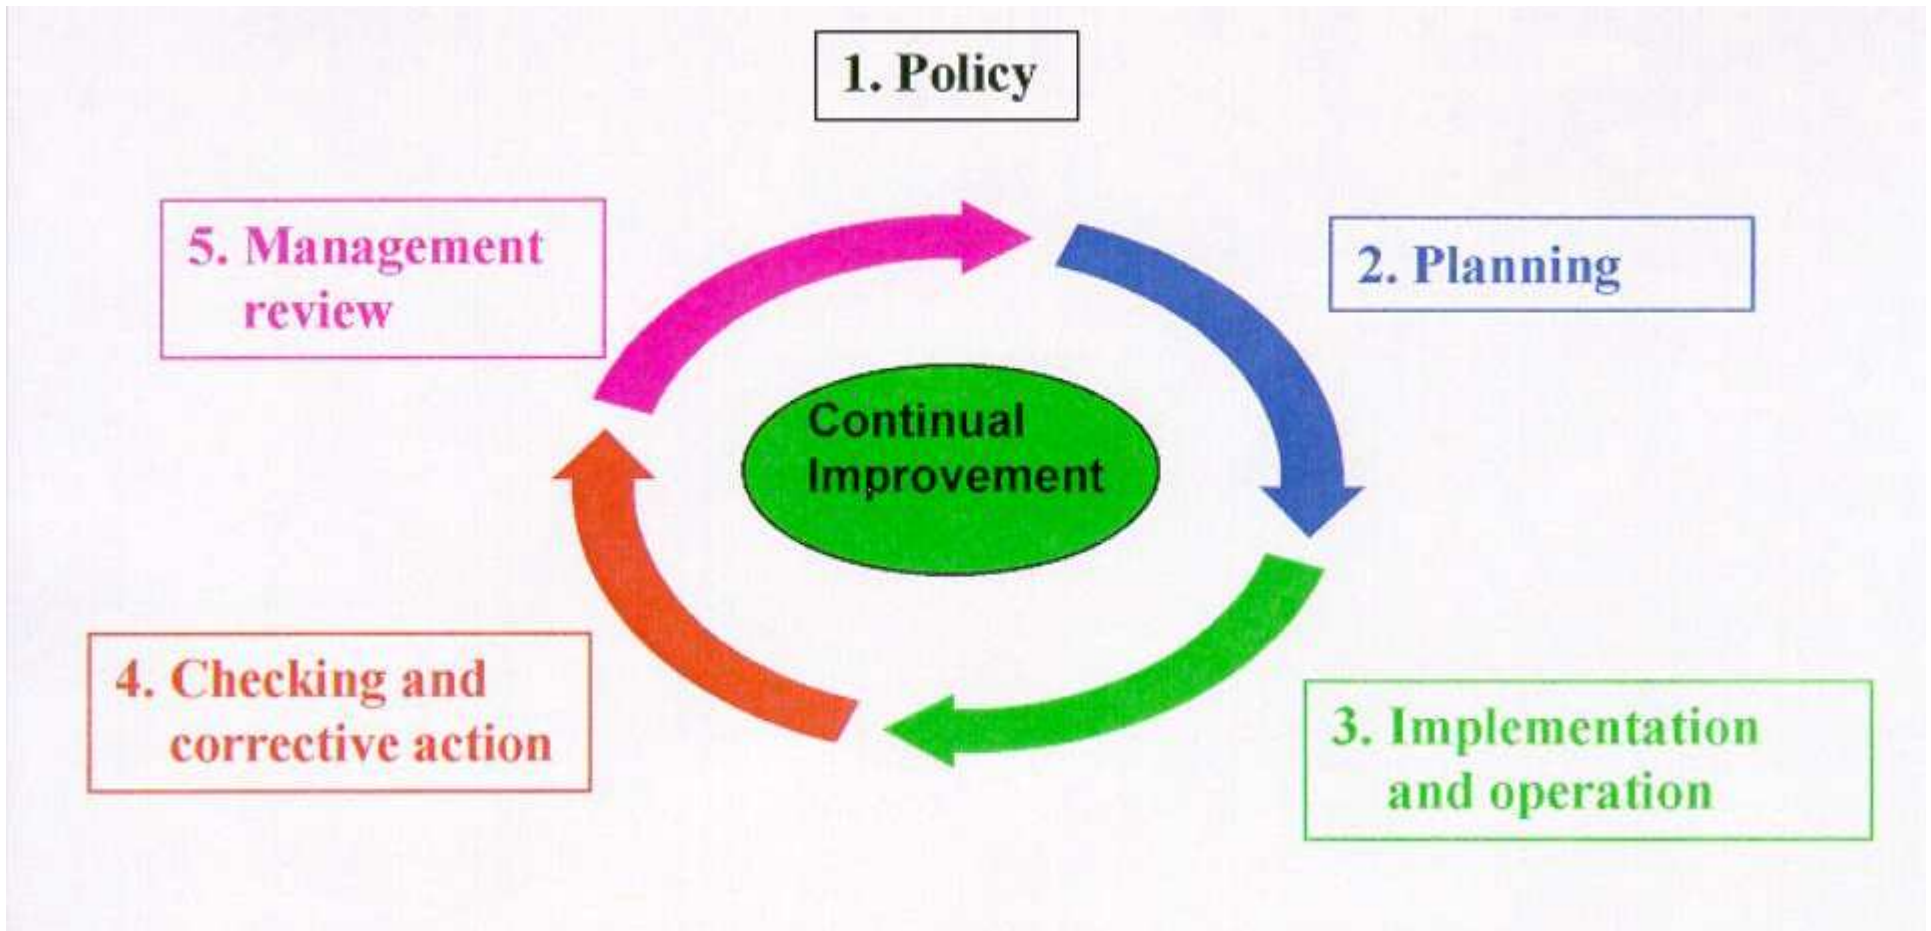 1. Policy
2. Planning
3. Implementation
and operation
4. Checking and
corrective action
5. Management
review
Continual
Improvement